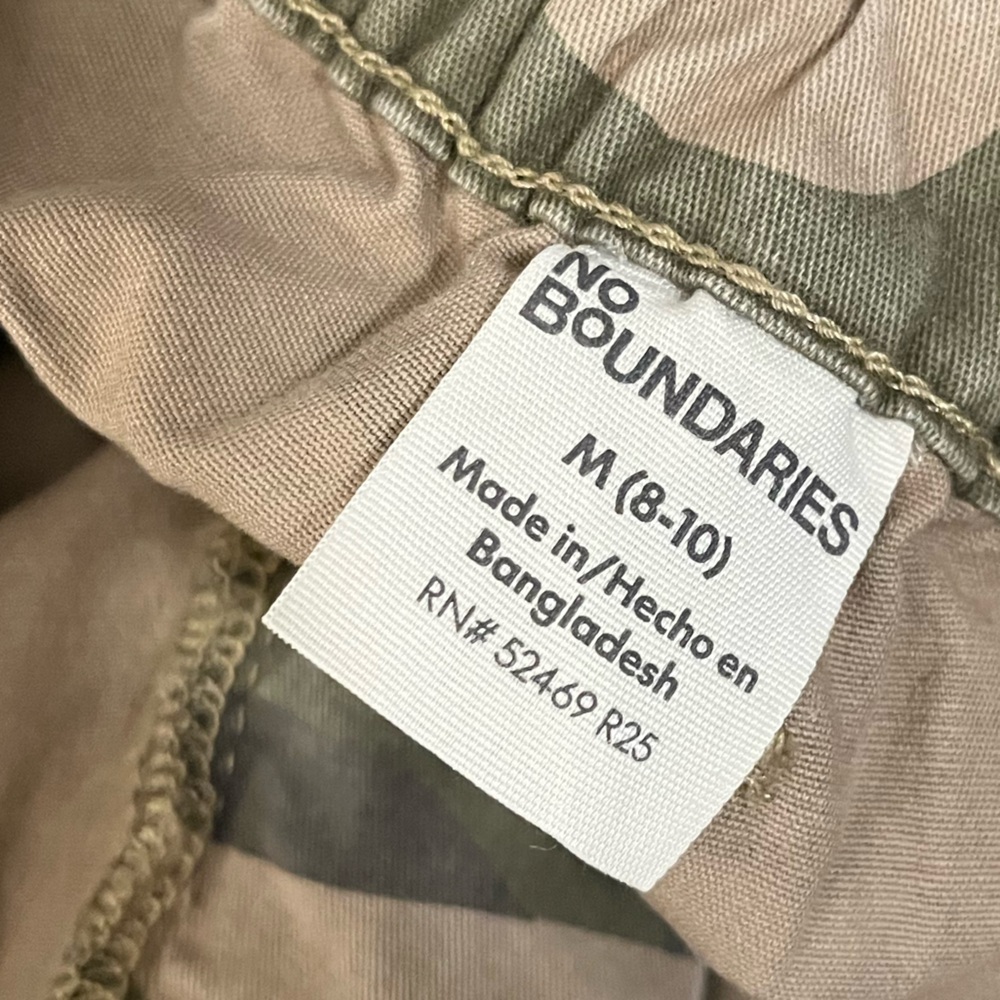 NO
BOUNDARIES
M (8-10)
Made in/Hecho en
Bangladesh
RN# 52469 R25